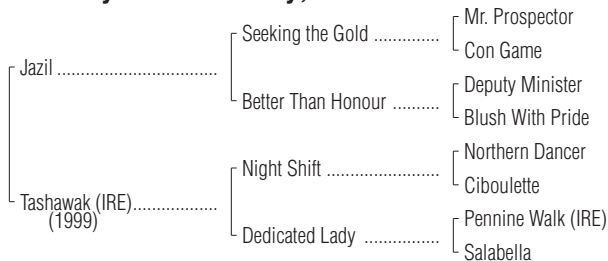 Mr. Prospector
Seeking the Gold ..............
Con Game
Jazil ..................................
Deputy Minister
Better Than Honour ..........
Blush With Pride
Northern Dancer
Night Shift ........................
Ciboulette
Tashawak (IRE)..................
(1999)
Pennine Walk (IRE)
Dedicated Lady ................
Salabella